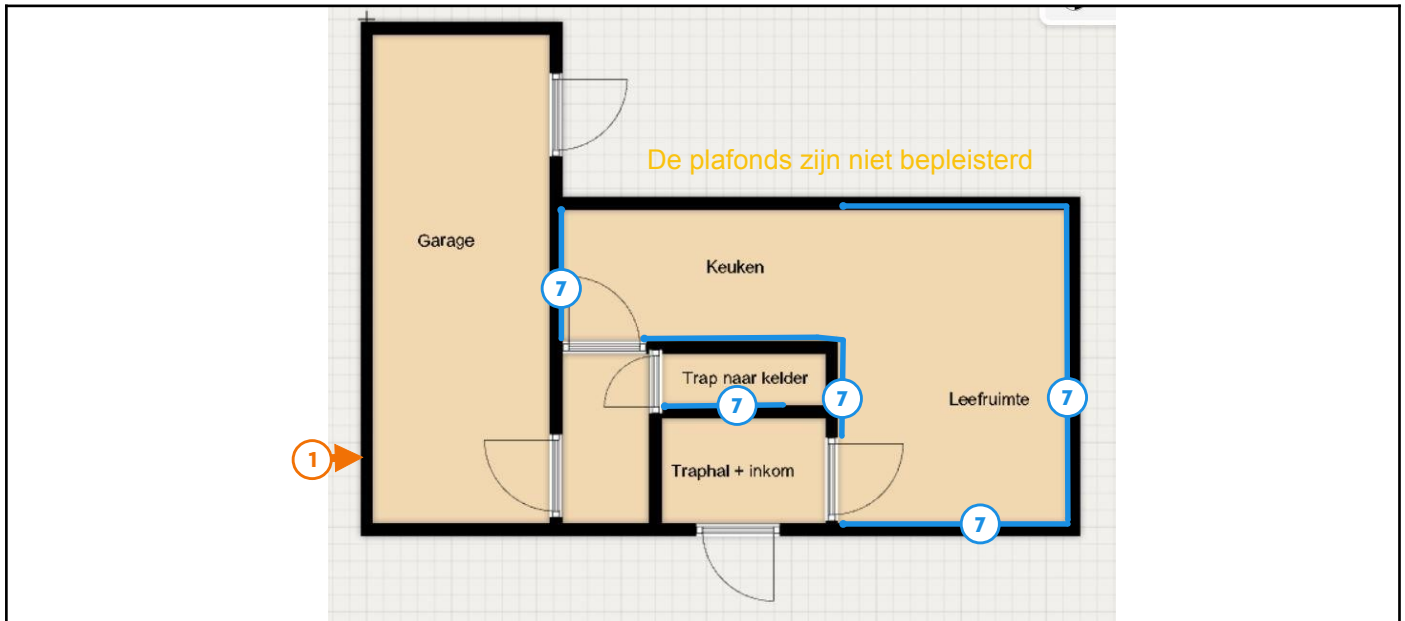 De plafonds zijn niet bepleisterd
Garage
Keuken
7
Trap naar kelder
7
7
7
Leefruimte
1
Traphal + inkom
7